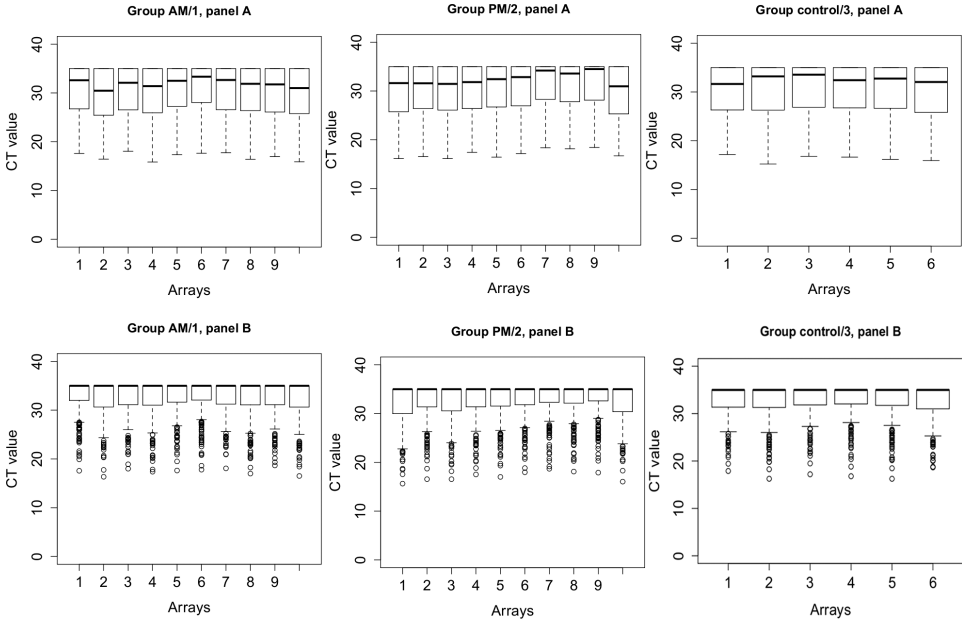 Group AM/1, panel A
Group PM/2, panel A
Group control/3, panel A
CT value
0 10 20 30 40
1 2 3 4 5 6 7 8 9
Arrays
CT value
0 10 20 30 40
1 2 3 4 5 6 7 8 9
Arrays
CT value
0 10 20 30 40
1 2 3 4 5 6
Arrays
Group AM/1, panel B
Group PM/2, panel B
Group control/3, panel B
CT value
0 10 20 30 40
1 2 3 4 5 6 7 8 9
Arrays
CT value
0 10 20 30 40
1 2 3 4 5 6 7 8 9
Arrays
CT value
0 10 20 30 40
1 2 3 4 5 6
Arrays